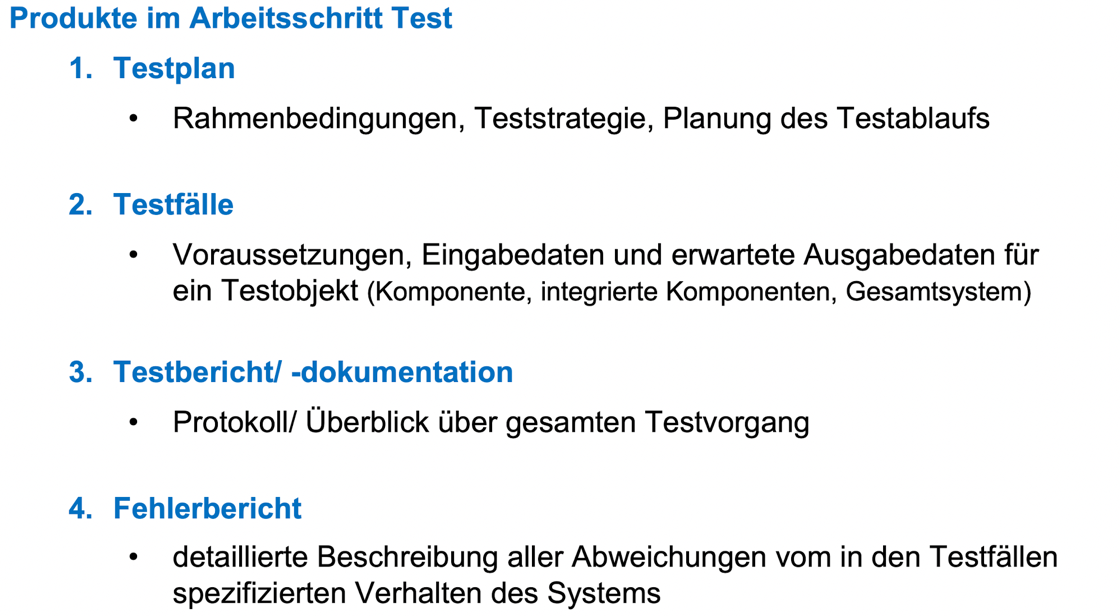 Produkte im Arbeitsschritt Test
1. Testplan
• Rahmenbedingungen, Teststrategie, Planung des Testablaufs
2. Testfälle
• Voraussetzungen, Eingabedaten und erwartete Ausgabedaten für
ein Testobjekt (Komponente, integrierte Komponenten, Gesamtsystem)
3. Testbericht/ -dokumentation
• Protokoll/ Überblick über gesamten Testvorgang
4. Fehlerbericht
• detaillierte Beschreibung aller Abweichungen vom in den Testfällen
spezifizierten Verhalten des Systems